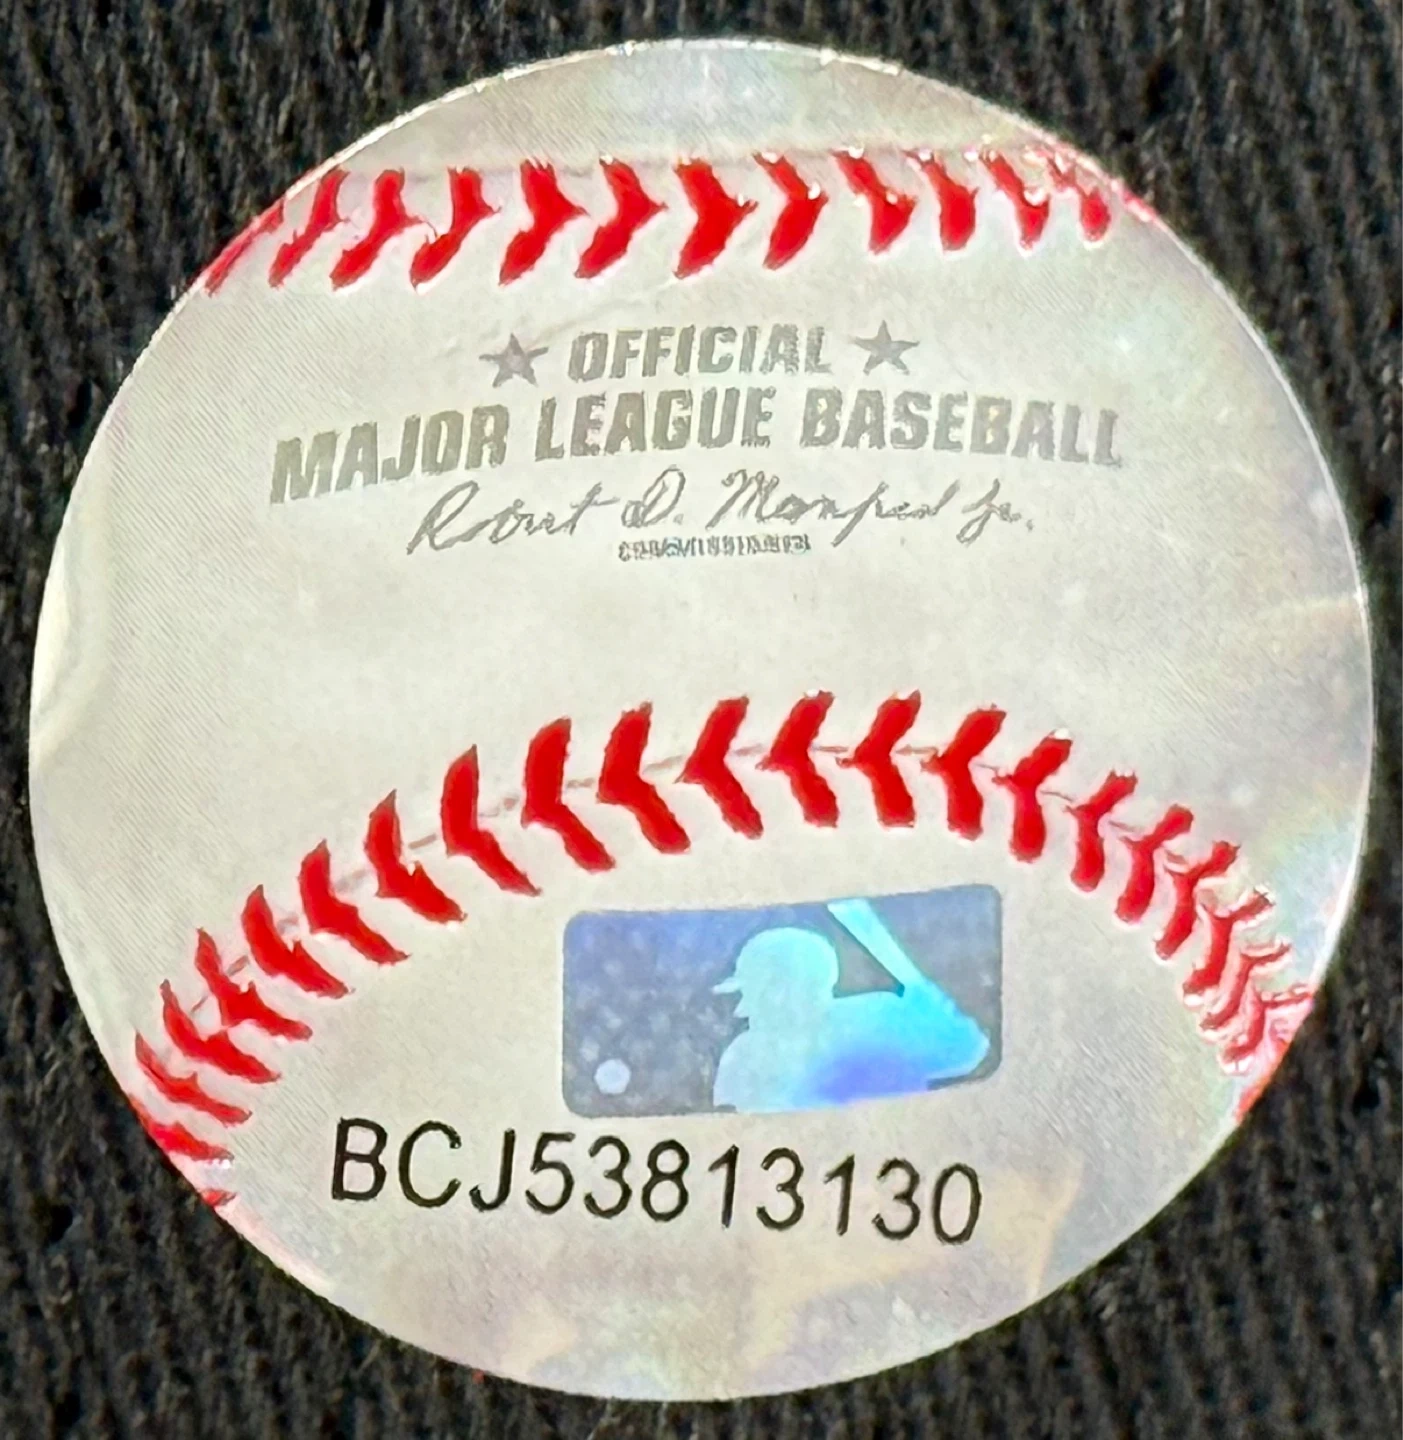 ★ OFFICIAL ★
MAJOR LEAGUE BASEBALL
Robert D. Manfred Jr.
BCJ53813130